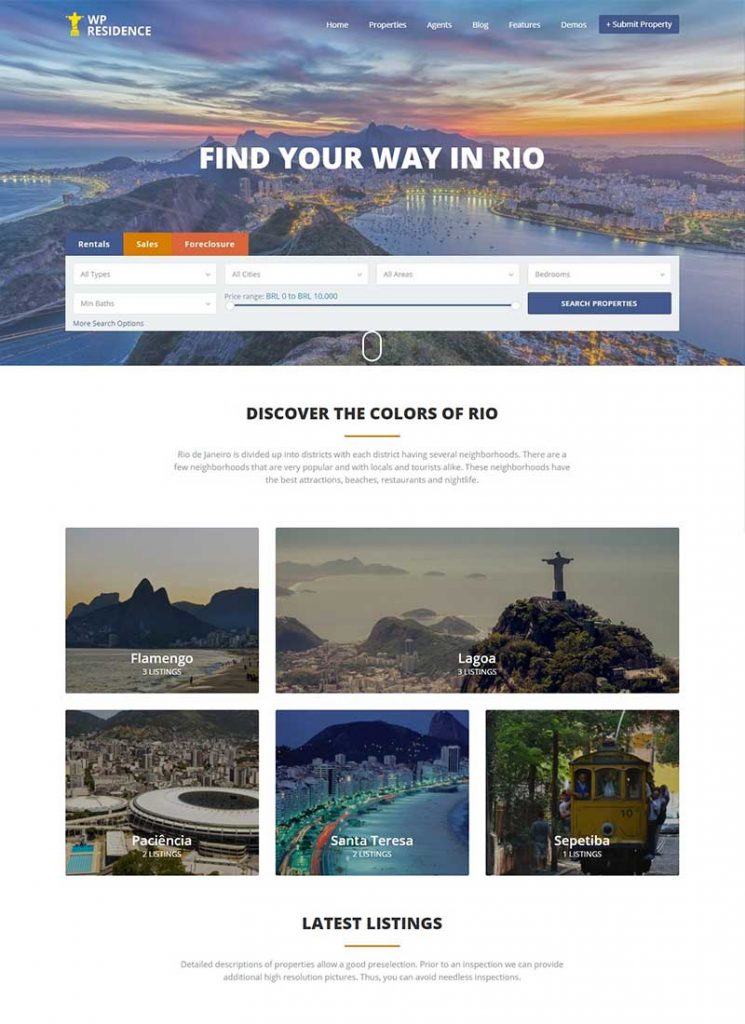 WP
RESIDENCE
Home Properties Agents Blog Features Demos + Submit Property
FIND YOUR WAY IN RIO
Rentals Sales Foreclosure
All Types All Cities All Areas Bedrooms
Min Baths Price range: BRL 0 to BRL 10,000 SEARCH PROPERTIES
More Search Options
DISCOVER THE COLORS OF RIO
Rio de Janeiro is divided up into districts with each district having several neighborhoods. There are a
few neighborhoods that are very popular and with locals and tourists alike. These neighborhoods have
the best attractions, beaches, restaurants and nightlife.
Flamengo
3 LISTINGS
Lagoa
3 LISTINGS
Paciência
2 LISTINGS
Santa Teresa
2 LISTINGS
10
Sepetiba
1 LISTINGS
LATEST LISTINGS
Detailed descriptions of properties allow a good preselection. Prior to an inspection we can provide
additional high resolution pictures. Thus, you can avoid needless inspections.